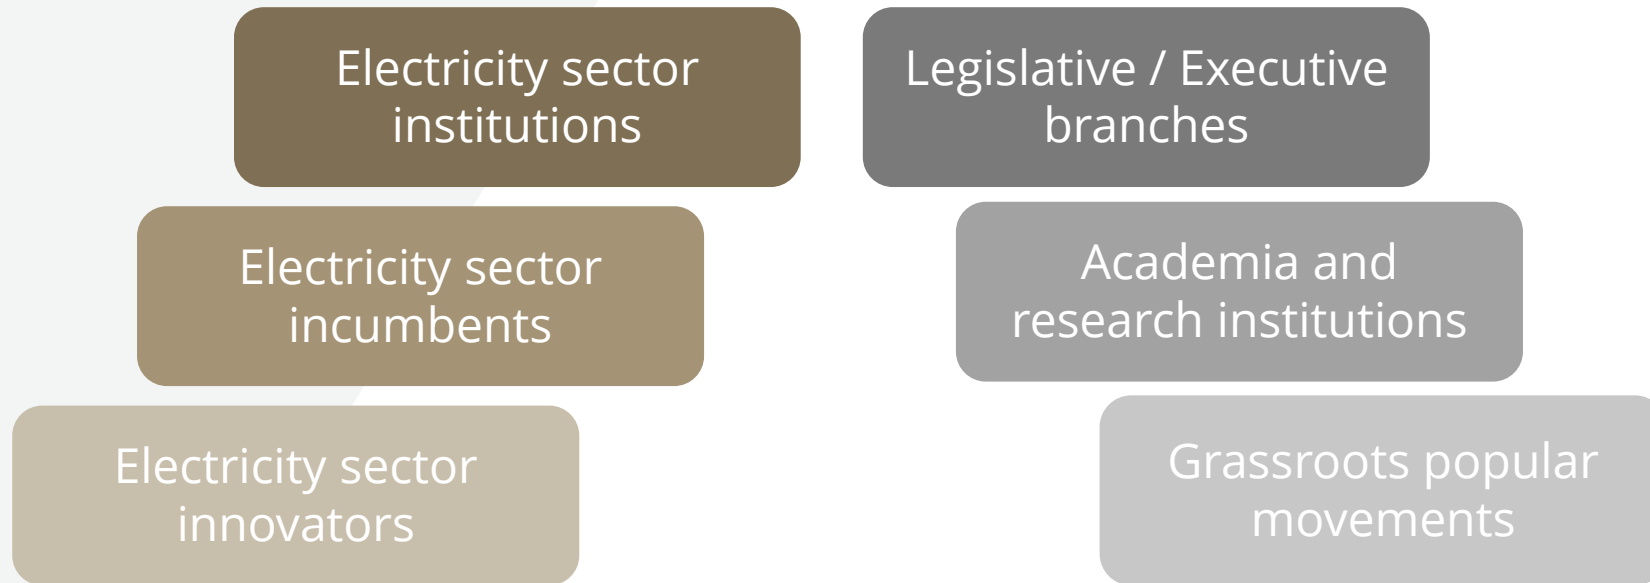 Electricity sector
institutions
Legislative / Executive
branches
Electricity sector
incumbents
Academia and
research institutions
Electricity sector
innovators
Grassroots popular
movements